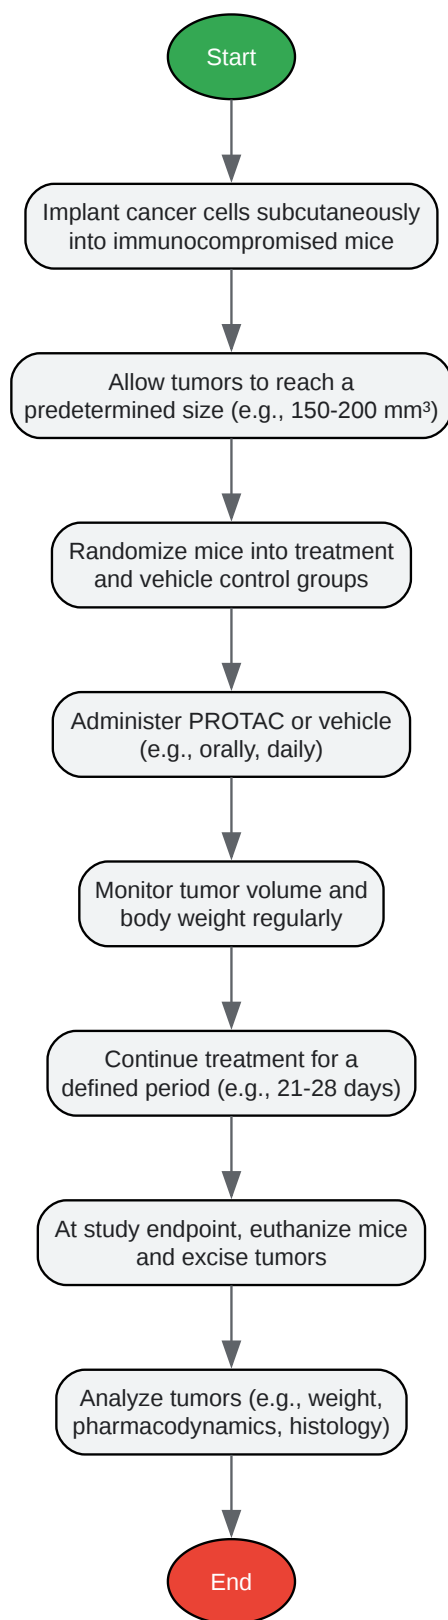 Start
Implant cancer cells subcutaneously
into immunocompromised mice
Allow tumors to reach a
predetermined size (e.g., 150-200 mm³)
Randomize mice into treatment
and vehicle control groups
Administer PROTAC or vehicle
(e.g., orally, daily)
Monitor tumor volume and
body weight regularly
Continue treatment for a
defined period (e.g., 21-28 days)
At study endpoint, euthanize mice
and excise tumors
Analyze tumors (e.g., weight,
pharmacodynamics, histology)
End